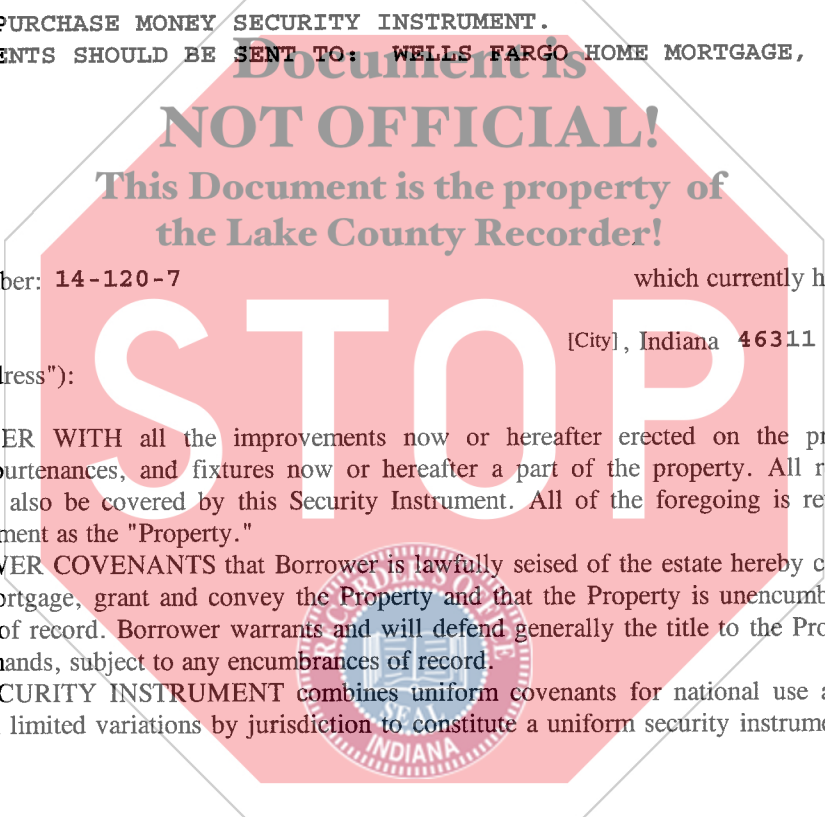 PURCHASE MONEY SECURITY INSTRUMENT.
ENTS SHOULD BE SENT TO: WELLS FARGO HOME MORTGAGE,
Document is
NOT OFFICIAL!
This Document is the property of
the Lake County Recorder!
ber: 14-120-7 which currently h
STOP
[City], Indiana 46311
dress"):
ER WITH all the improvements now or hereafter erected on the pr
purtenances, and fixtures now or hereafter a part of the property. All r
also be covered by this Security Instrument. All of the foregoing is re
ment as the "Property."
VER COVENANTS that Borrower is lawfully seised of the estate hereby c
ortgage, grant and convey the Property and that the Property is unencumb
of record. Borrower warrants and will defend generally the title to the Pro
mands, subject to any encumbrances of record.
CURITY INSTRUMENT combines uniform covenants for national use a
limited variations by jurisdiction to constitute a uniform security instrume
RECORDER'S OFFICE
SEAL
INDIANA